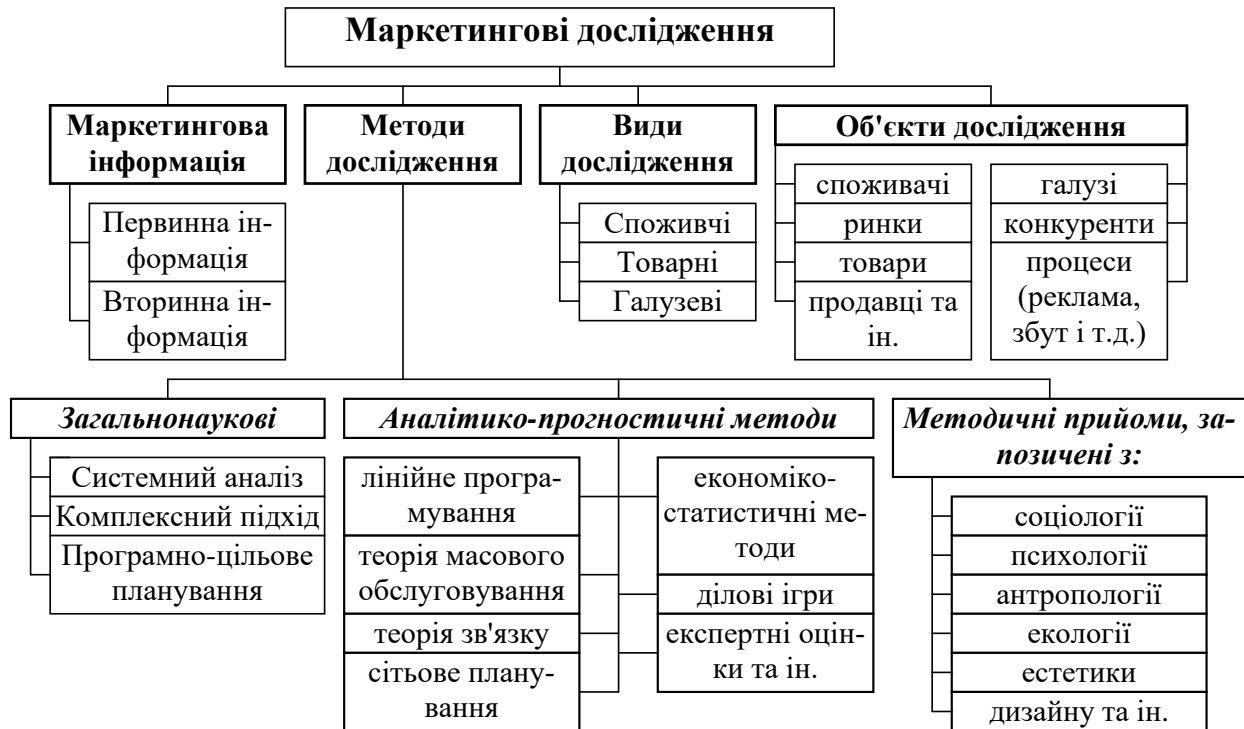 Маркетингові дослідження
Маркетингова
інформація
Методи
дослідження
Види
дослідження
Об'єкти дослідження
Первинна ін-
формація
Вторинна ін-
формація
Споживчі
Товарні
Галузеві
споживачі
ринки
товари
продавці та
ін.
галузі
конкуренти
процеси
(реклама,
збут і т.д.)
Загальнонаукові
Системний аналіз
Комплексний підхід
Програмно-цільове
планування
Аналітико-прогностичні методи
лінійне програ-
мування
теорія масового
обслуговування
теорія зв'язку
сітьове плану-
вання
економіко-
статистичні ме-
тоди
ділові ігри
експертні оцін-
ки та ін.
Методичні прийоми, за-
позичені з:
соціології
психології
антропології
екології
естетики
дизайну та ін.